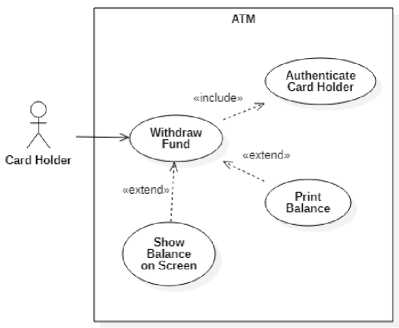 ATM
Authenticate
Card Holder
«include»
Withdraw
Fund
Card Holder
«extend»
«extend»
Print
Balance
Show
Balance
on Screen